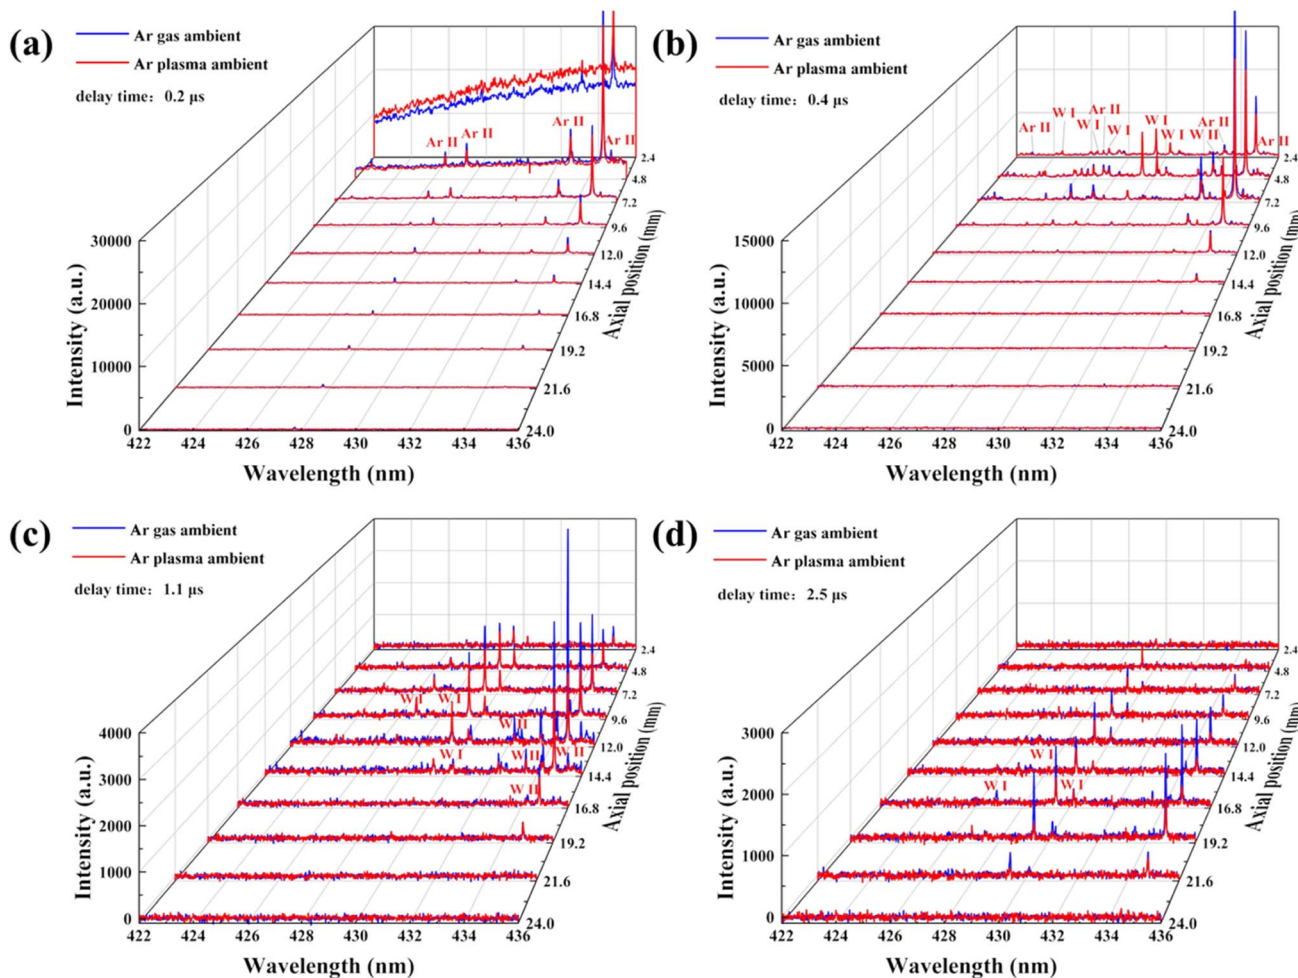 (a)
Ar gas ambient
Ar plasma ambient
delay time: 0.2 μs
Ar II
Ar II
Ar II
Ar II
Intensity (a.u.)
30000
20000
10000
0
422 424 426 428 430 432 434 436
Wavelength (nm)
2.4
4.8
7.2
9.6
12.0
14.4
16.8
19.2
21.6
24.0
Axial position (mm)
(b)
Ar gas ambient
Ar plasma ambient
delay time: 0.4 μs
Ar II
W I
Ar II
W I
W I
W I
W I
Ar II
W II
Ar II
Intensity (a.u.)
15000
10000
5000
0
422 424 426 428 430 432 434 436
Wavelength (nm)
2.4
4.8
7.2
9.6
12.0
14.4
16.8
19.2
21.6
24.0
Axial position (mm)
(c)
Ar gas ambient
Ar plasma ambient
delay time: 1.1 μs
W I
W I
W II
W I
W II
W II
W II
Intensity (a.u.)
4000
3000
2000
1000
0
422 424 426 428 430 432 434 436
Wavelength (nm)
2.4
4.8
7.2
9.6
12.0
14.4
16.8
19.2
21.6
24.0
Axial position (mm)
(d)
Ar gas ambient
Ar plasma ambient
delay time: 2.5 μs
W I
W I
W I
Intensity (a.u.)
3000
2000
1000
0
422 424 426 428 430 432 434 436
Wavelength (nm)
2.4
4.8
7.2
9.6
12.0
14.4
16.8
19.2
21.6
24.0
Axial position (mm)